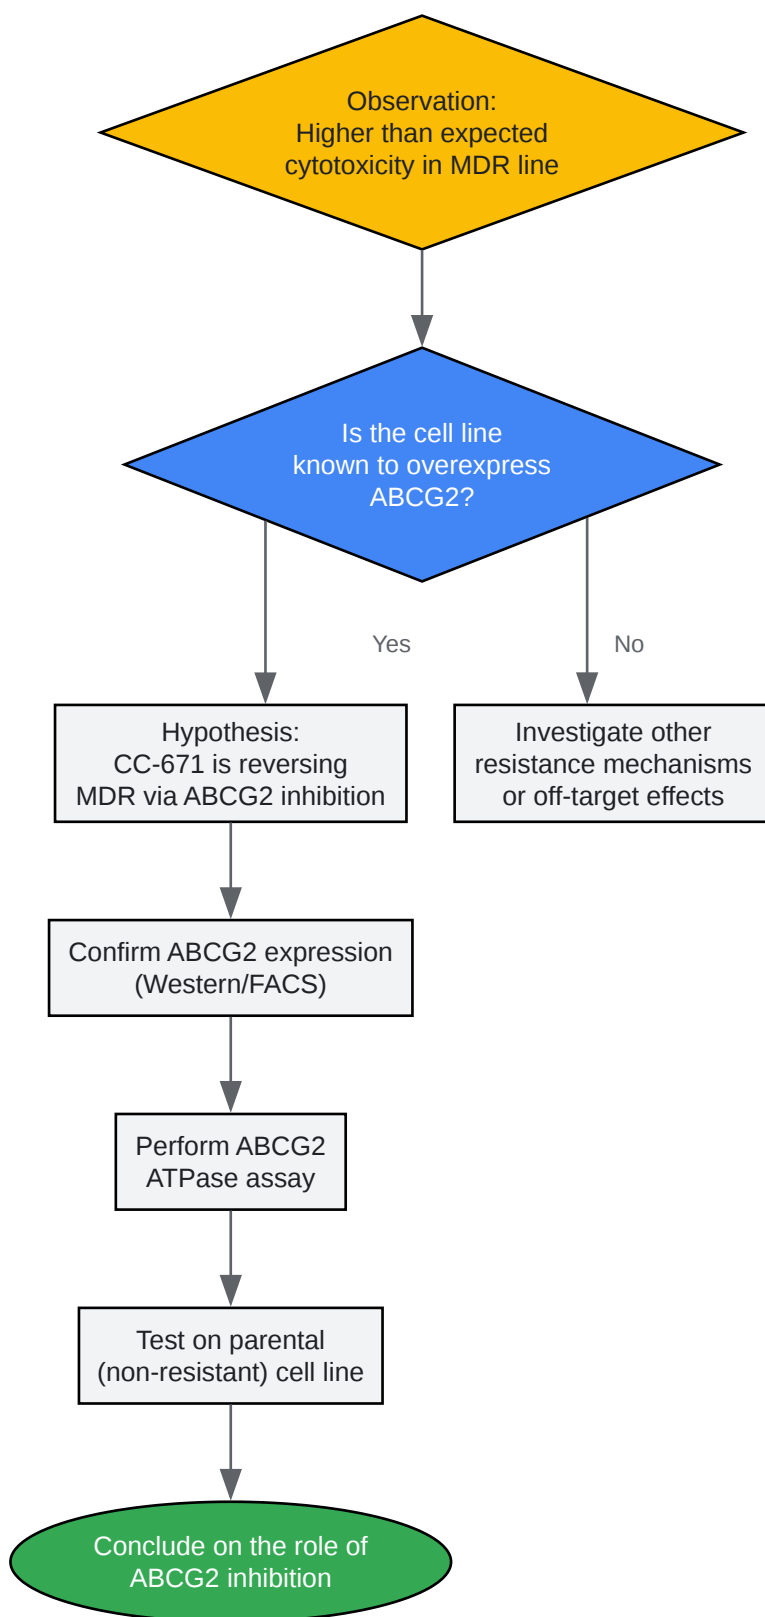 Observation:
Higher than expected
cytotoxicity in MDR line
Is the cell line
known to overexpress
ABCG2?
Yes
No
Hypothesis:
CC-671 is reversing
MDR via ABCG2 inhibition
Investigate other
resistance mechanisms
or off-target effects
Confirm ABCG2 expression
(Western/FACS)
Perform ABCG2
ATPase assay
Test on parental
(non-resistant) cell line
Conclude on the role of
ABCG2 inhibition